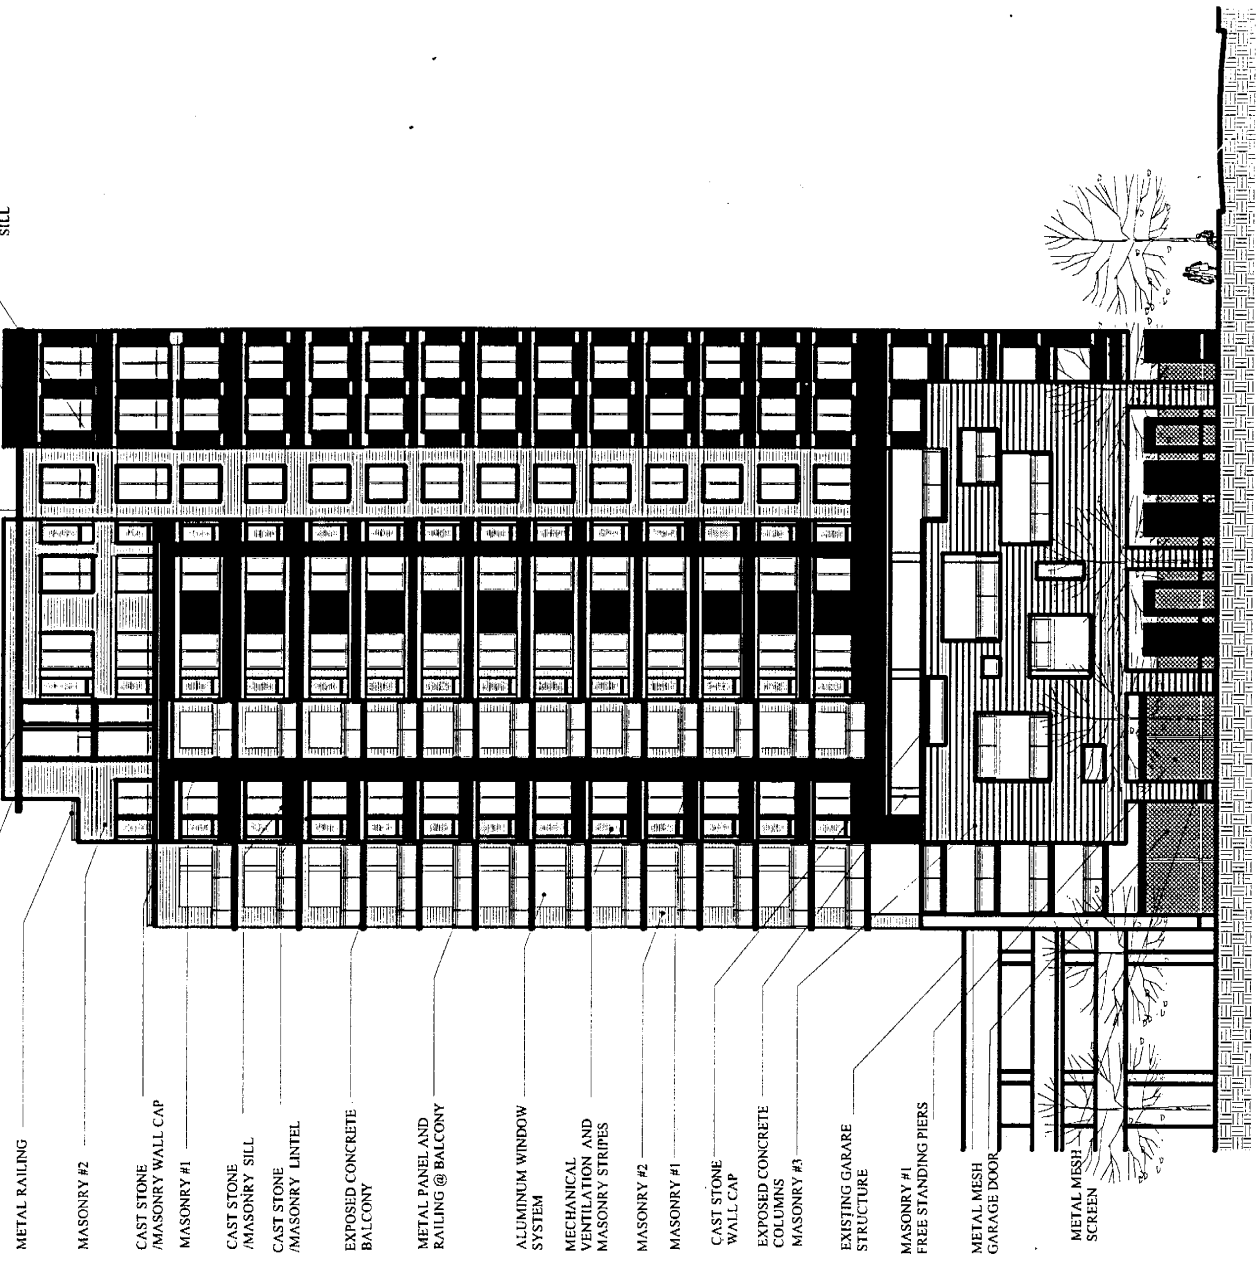 SILL
METAL RAILING
MASONRY #2
CAST STONE
/MASONRY WALL CAP
MASONRY #1
CAST STONE
/MASONRY SILL
CAST STONE
/MASONRY LINTEL
EXPOSED CONCRETE
BALCONY
METAL PANEL AND
RAILING @ BALCONY
ALUMINUM WINDOW
SYSTEM
MECHANICAL
VENTILATION AND
MASONRY STRIPES
MASONRY #2
MASONRY #1
CAST STONE
WALL CAP
EXPOSED CONCRETE
COLUMNS
MASONRY #3
EXISTING GARARE
STRUCTURE
MASONRY #1
FREE STANDING PIERS
METAL MESH
GARAGE DOOR
METAL MESH
SCREEN